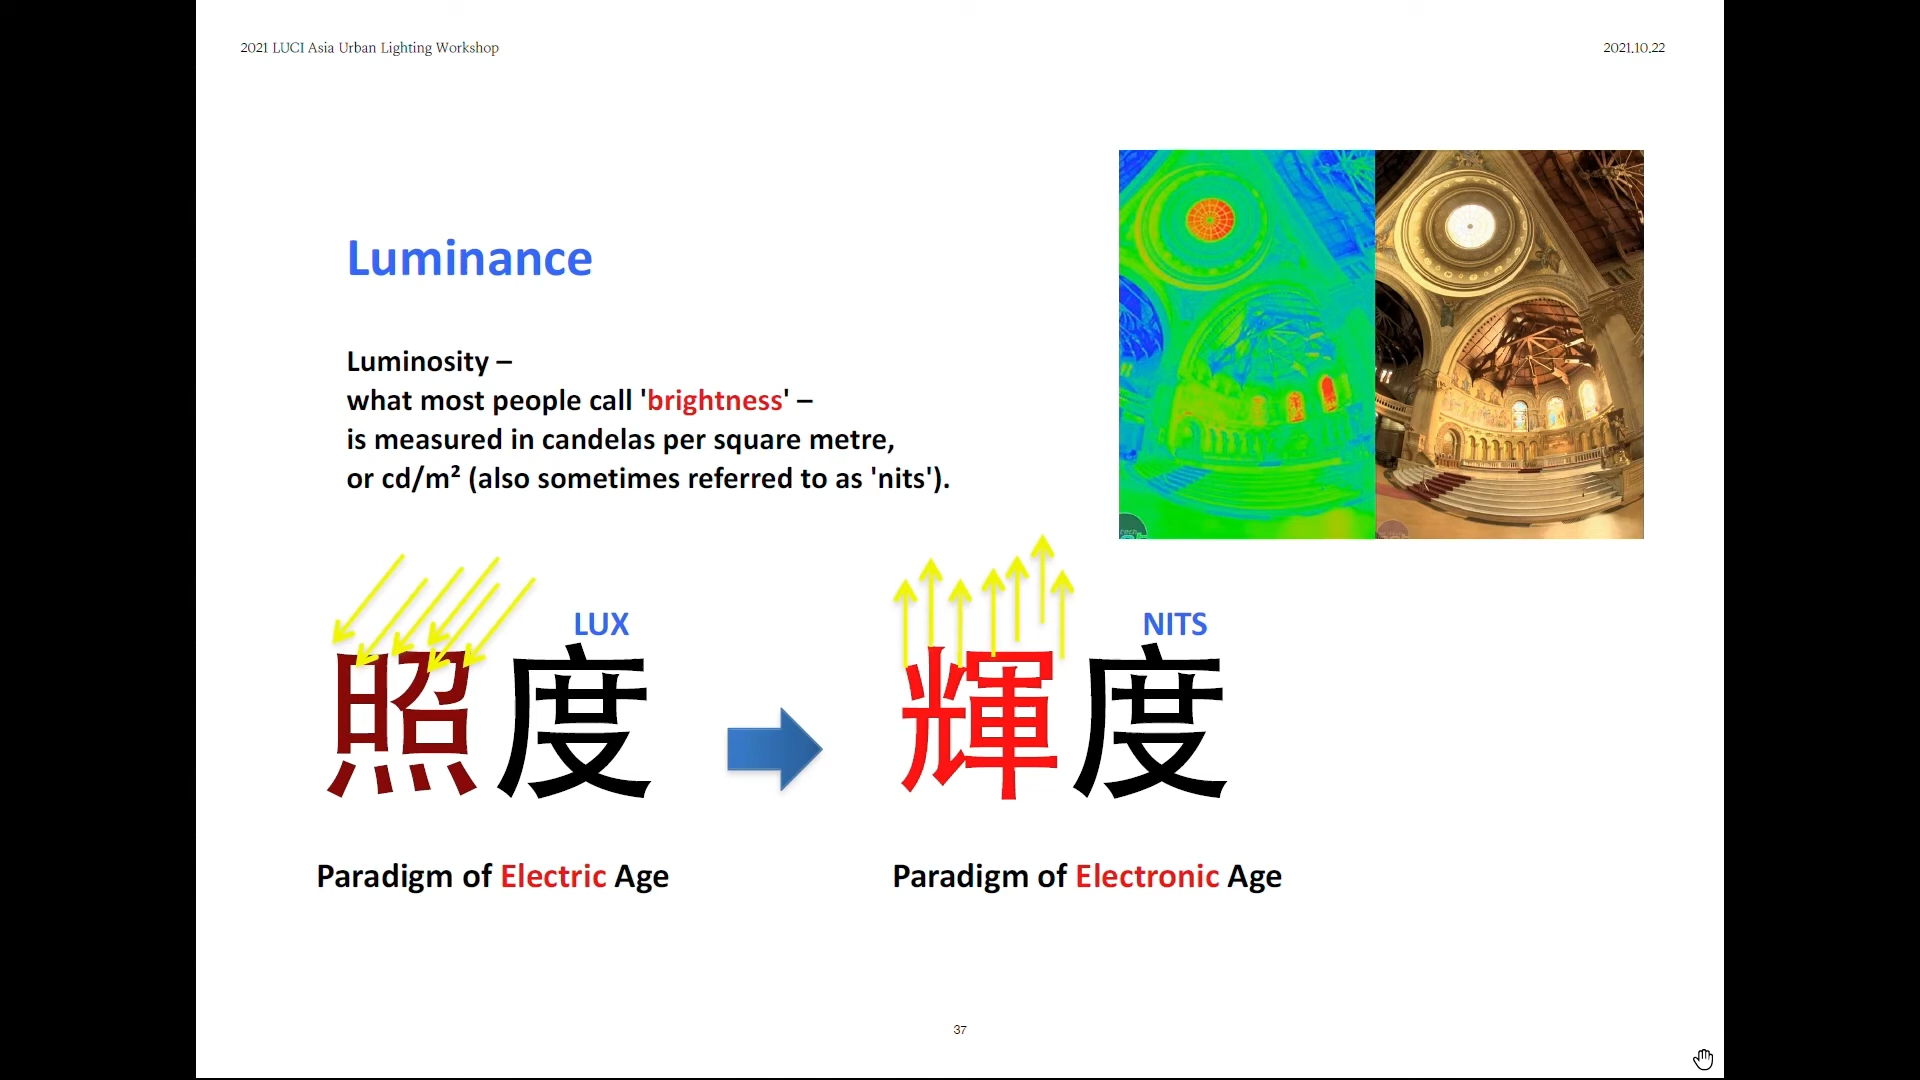 2021 LUCI Asia Urban Lighting Workshop
2021.10.22
Luminance
Luminosity –
what most people call 'brightness' –
is measured in candelas per square metre,
or cd/m² (also sometimes referred to as 'nits').
LUX
照度
NITS
輝度
Paradigm of Electric Age
Paradigm of Electronic Age
37